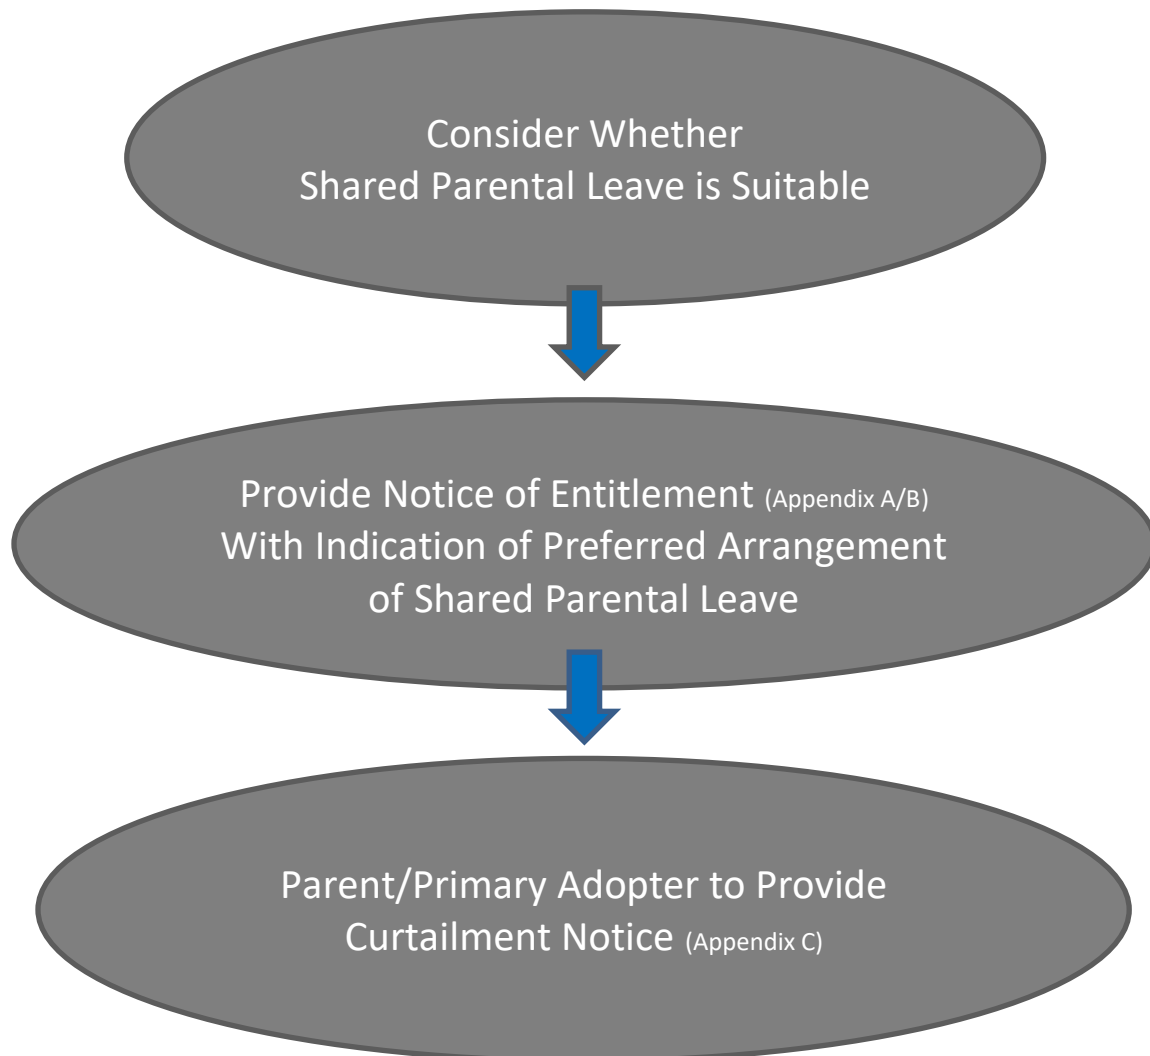 Consider Whether
Shared Parental Leave is Suitable
Provide Notice of Entitlement (Appendix A/B)
With Indication of Preferred Arrangement
of Shared Parental Leave
Parent/Primary Adopter to Provide
Curtailment Notice (Appendix C)